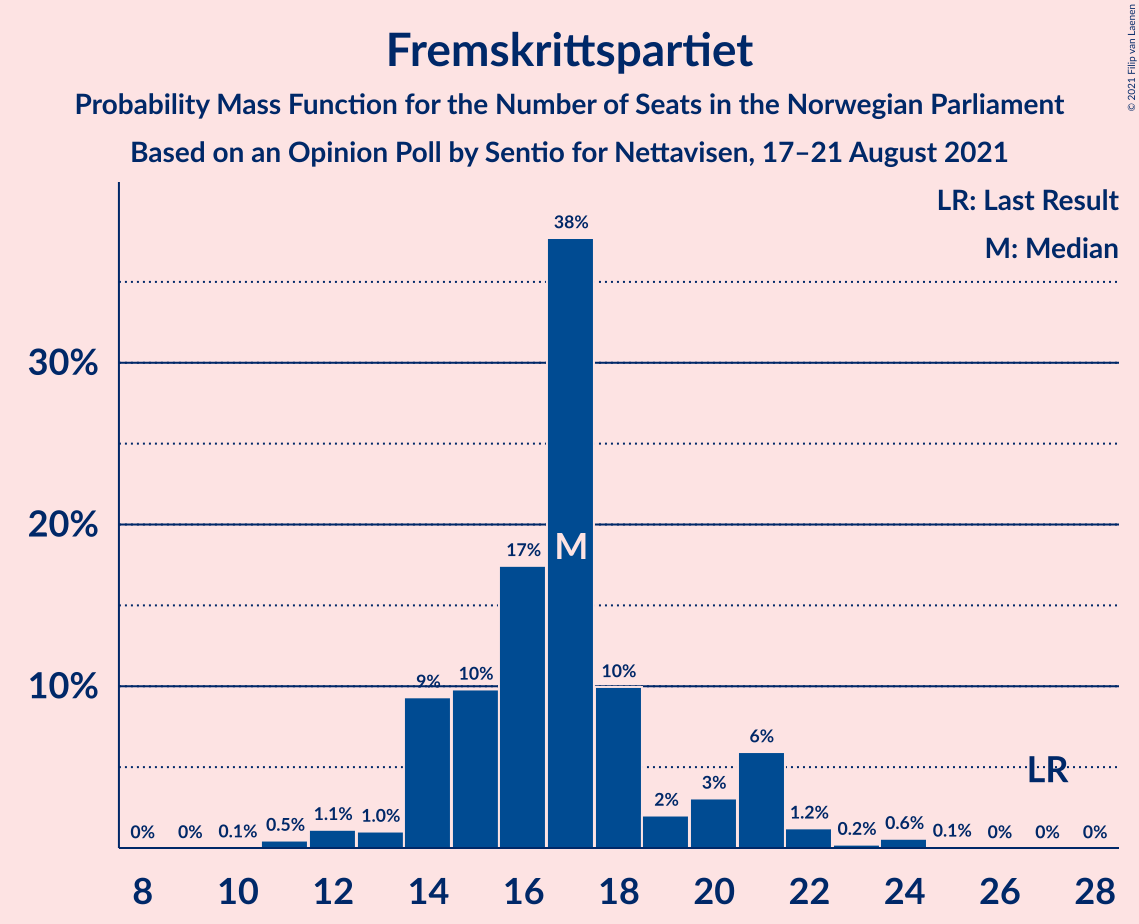 Fremskrittspartiet
Probability Mass Function for the Number of Seats in the Norwegian Parliament
Based on an Opinion Poll by Sentio for Nettavisen, 17–21 August 2021
© 2021 Filip van Laenen
LR: Last Result
M: Median
30%
20%
10%
0% 0% 0.1% 0.5% 1.1% 1.0% 9% 10% 17% 38% 10% 2% 3% 6% 1.2% 0.2% 0.6% 0.1% 0% 0% 0%
M
LR
8 10 12 14 16 18 20 22 24 26 28